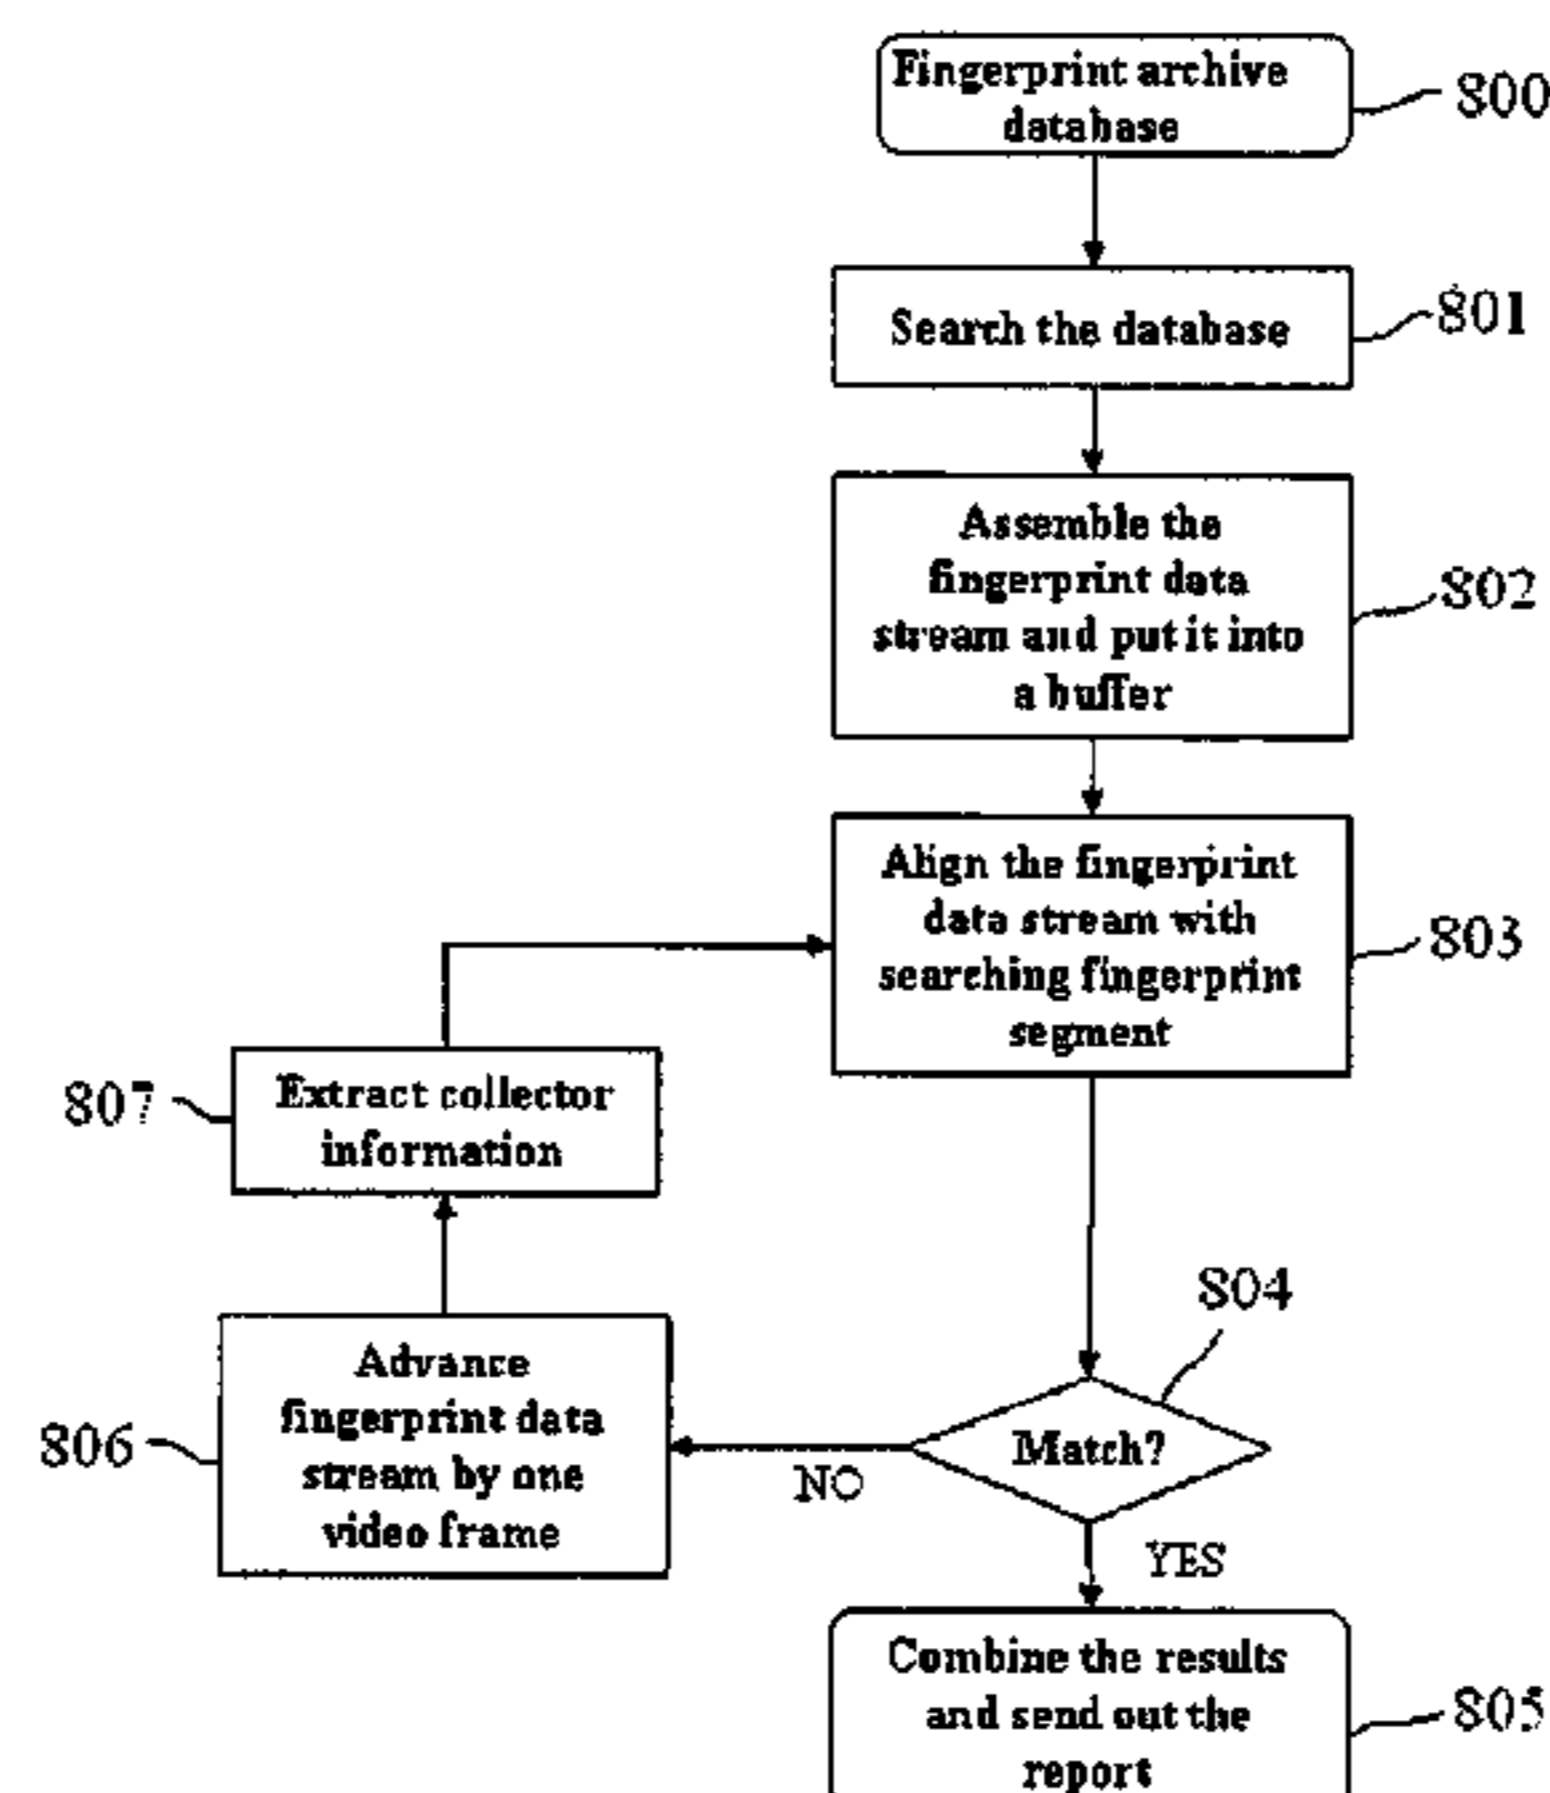 Fingerprint archive
database
800
Search the database
801
Assemble the
fingerprint data
stream and put it into
a buffer
802
Align the fingerprint
data stream with
searching fingerprint
segment
803
807
Extract collector
information
804
Match?
NO
YES
806
Advance
fingerprint data
stream by one
video frame
Combine the results
and send out the
report
805